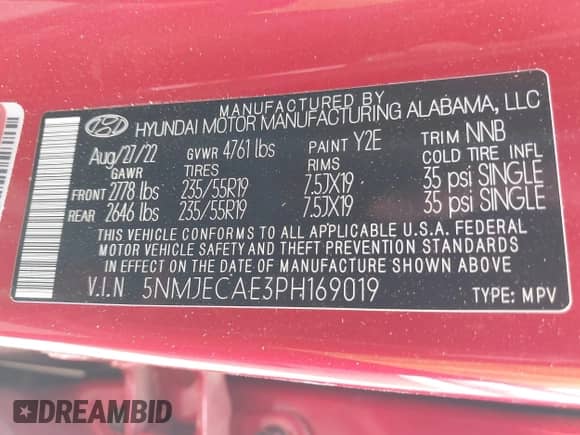 MANUFACTURED BY
HYUNDAI MOTOR MANUFACTURING ALABAMA, LLC
Aug/27/22 GVWR 4761 lbs PAINT Y2E TRIM NNB
GAWR TIRES RIMS COLD TIRE INFL
FRONT 2778 lbs 235/55R19 7.5JX19 35 psi SINGLE
REAR 2646 lbs 235/55R19 7.5JX19 35 psi SINGLE
THIS VEHICLE CONFORMS TO ALL APPLICABLE U.S.A. FEDERAL
MOTOR VEHICLE SAFETY AND THEFT PREVENTION STANDARDS
IN EFFECT ON THE DATE OF MANUFACTURE SHOWN ABOVE
V.I.N 5NMJECAE3PH169019 TYPE: MPV
DREAMBID